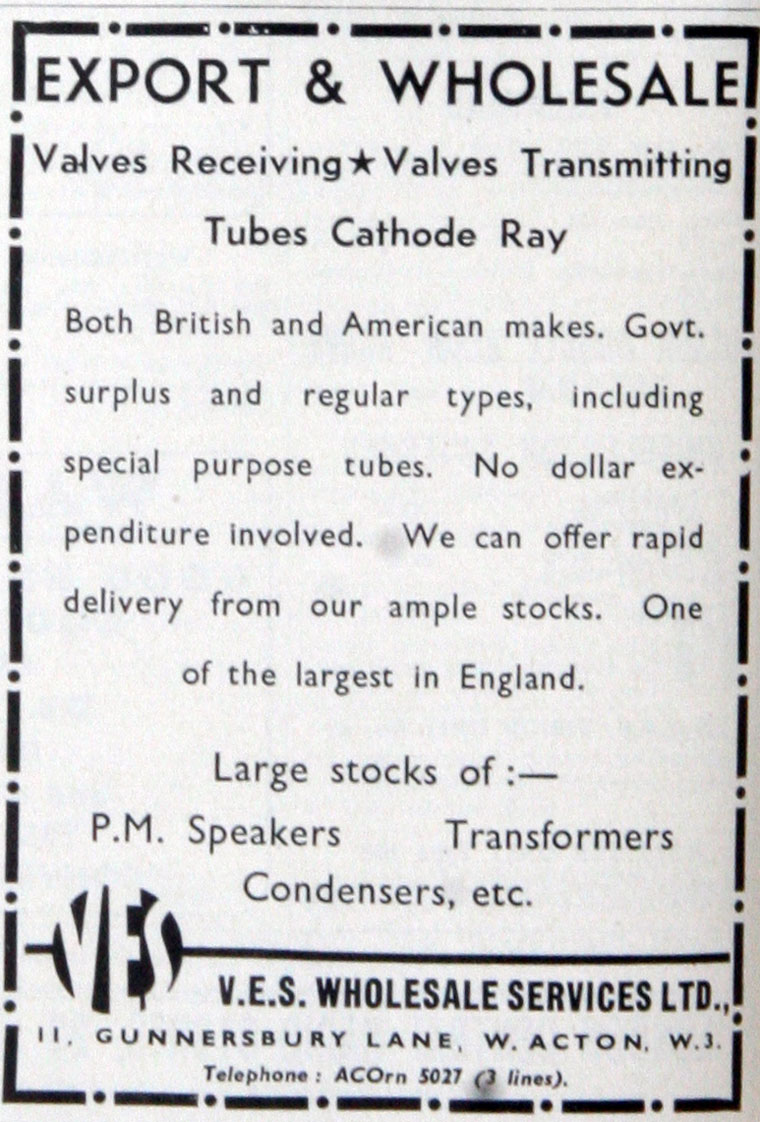 EXPORT & WHOLESALE
Valves Receiving★Valves Transmitting
Tubes Cathode Ray
Both British and American makes. Govt.
surplus and regular types, including
special purpose tubes. No dollar ex-
penditure involved. We can offer rapid
delivery from our ample stocks. One
of the largest in England.
Large stocks of :—
P.M. Speakers Transformers
Condensers, etc.
VES
V.E.S. WHOLESALE SERVICES LTD.,
11, GUNNERSBURY LANE, W. ACTON, W.3.
Telephone : ACOrn 5027 (3 lines).